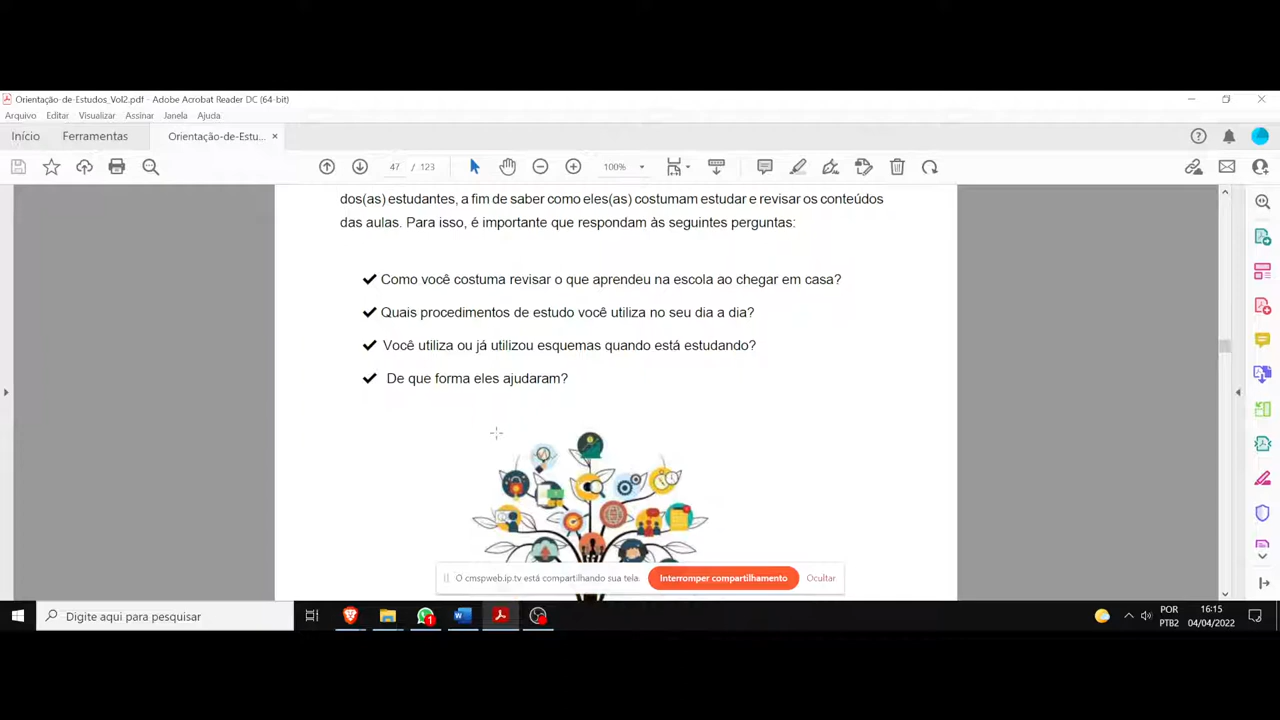 Orientação-de-Estudos_Vol2.pdf - Adobe Acrobat Reader DC (64-bit)
Arquivo Editar Visualizar Assinar Janela Ajuda
Início Ferramentas Orientação-de-Estu... ×
47 / 123 100%
dos(as) estudantes, a fim de saber como eles(as) costumam estudar e revisar os conteúdos
das aulas. Para isso, é importante que respondam às seguintes perguntas:
✔ Como você costuma revisar o que aprendeu na escola ao chegar em casa?
✔ Quais procedimentos de estudo você utiliza no seu dia a dia?
✔ Você utiliza ou já utilizou esquemas quando está estudando?
✔ De que forma eles ajudaram?
O cmspweb.ip.tv está compartilhando sua tela. Interromper compartilhamento Ocultar
Digite aqui para pesquisar
1
POR
PTB2
16:15
04/04/2022